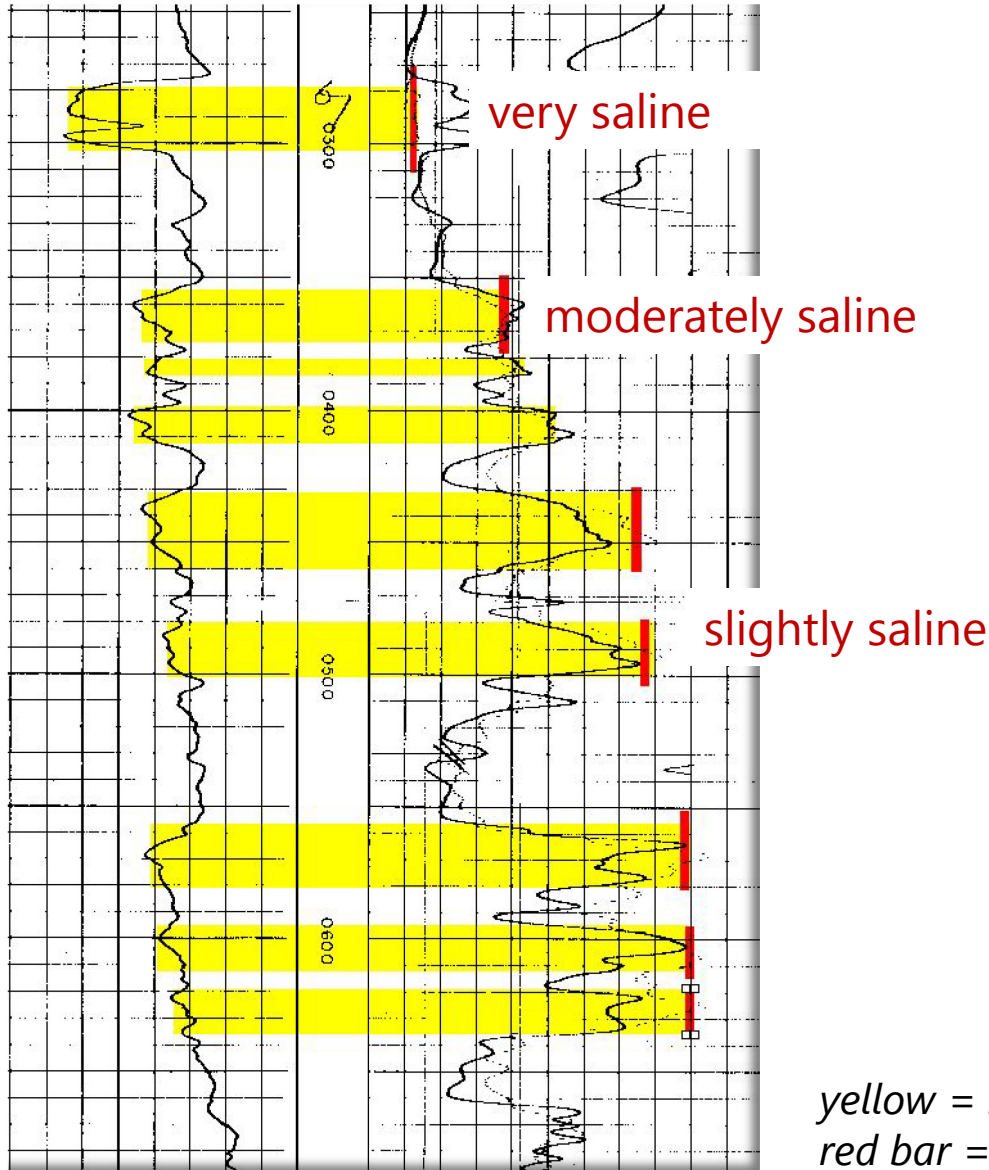 very saline
0300
moderately saline
0400
slightly saline
0500
0600
yellow =
red bar =